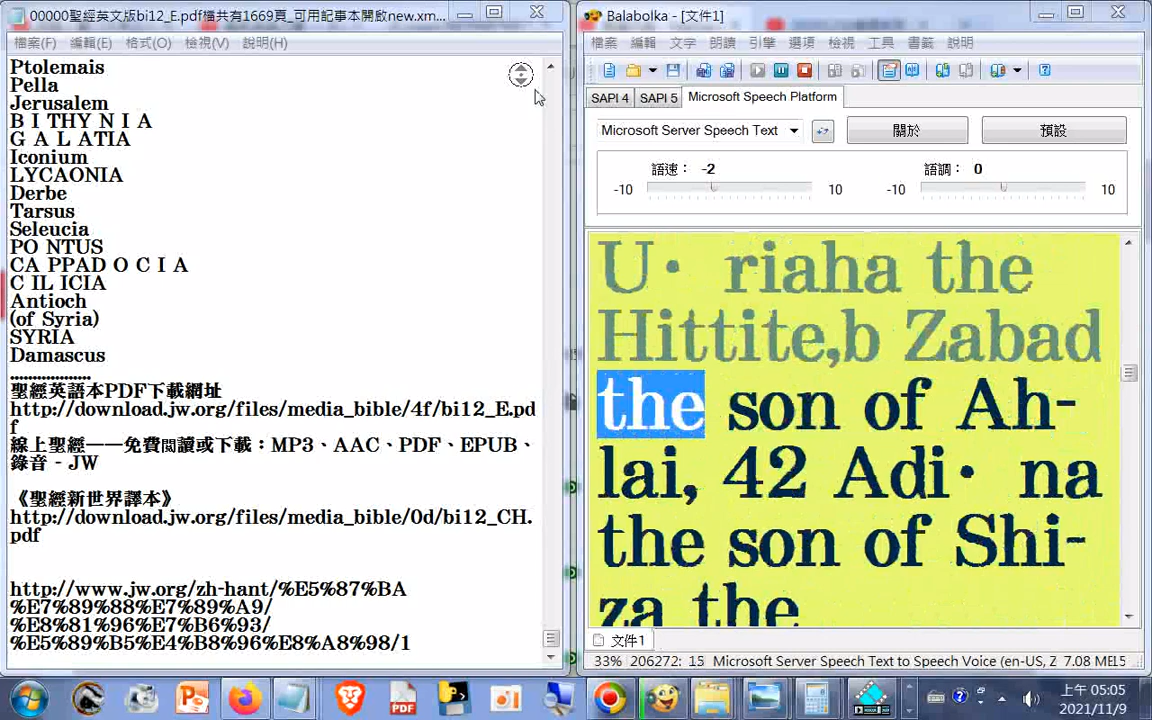 00000聖經英文版bi12_E.pdf檔共有1669頁_可用記事本開啟new.xm...
檔案(F) 編輯(E) 格式(O) 檢視(V) 說明(H)
Ptolemais
Pella
Jerusalem
B I THY N I A
G A L A T I A
Iconium
LYCAONIA
Derbe
Tarsus
Seleucia
PO NTUS
CA PPAD O C I A
C IL ICIA
Antioch
(of Syria)
SYRIA
Damascus
..................
聖經英語本PDF下載網址
http://download.jw.org/files/media_bible/4f/bi12_E.pd
f
線上聖經——免費閱讀或下載：MP3、AAC、PDF、EPUB、
錄音 - JW
《聖經新世界譯本》
http://download.jw.org/files/media_bible/0d/bi12_CH.
pdf
http://www.jw.org/zh-hant/%E5%87%BA
%E7%89%88%E7%89%A9/
%E8%81%96%E7%B6%93/
%E5%89%B5%E4%B8%96%E8%A8%98/1
Balabolka - [文件1]
檔案 編輯 文字 朗讀 引擎 選項 檢視 工具 書籤 說明
SAPI 4 SAPI 5 Microsoft Speech Platform
Microsoft Server Speech Text 關於 預設
語速： -2 語調： 0
-10 10 -10 10
U· riaha the
Hittite,b Zabad
the son of Ah-
lai, 42 Adi· na
the son of Shi-
za the
文件1
33% 206272: 15 Microsoft Server Speech Text to Speech Voice (en-US, Z 7.08 МБ15
PDF
上午 05:05
2021/11/9